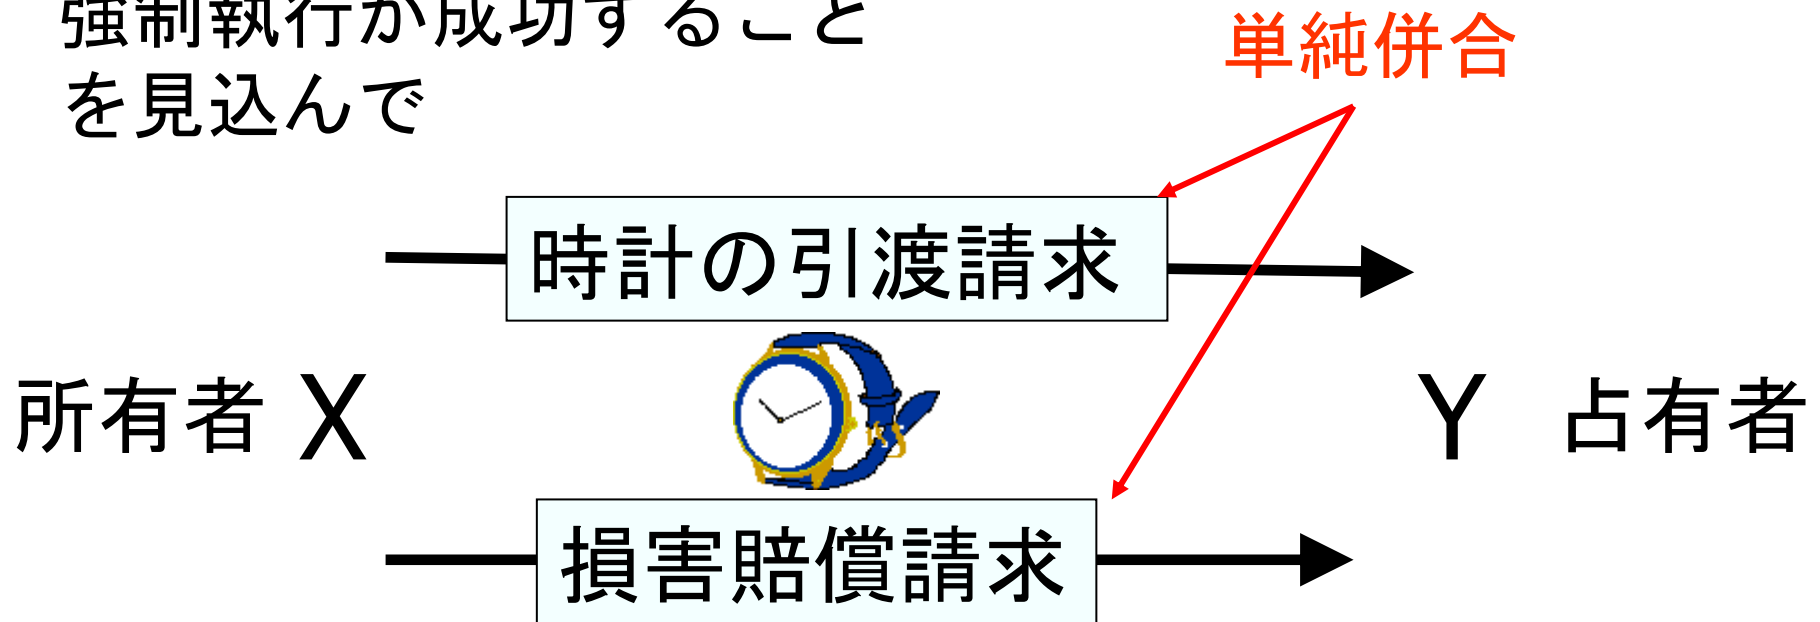 強制執行が成功すること
を見込んで
単純併合
時計の引渡請求
所有者 X
Y 占有者
損害賠償請求